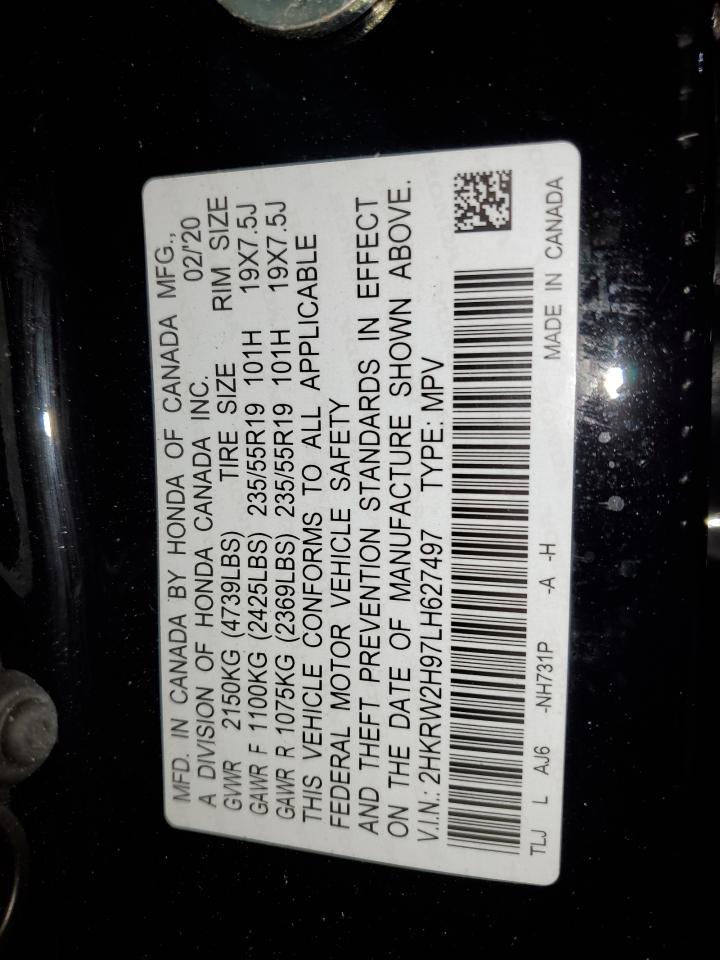 MFD. IN CANADA BY HONDA OF CANADA MFG.,
A DIVISION OF HONDA CANADA INC. 02/'20
GVWR 2150KG (4739LBS) TIRE SIZE RIM SIZE
GAWR F 1100KG (2425LBS) 235/55R19 101H 19X7.5J
GAWR R 1075KG (2369LBS) 235/55R19 101H 19X7.5J
THIS VEHICLE CONFORMS TO ALL APPLICABLE
FEDERAL MOTOR VEHICLE SAFETY
AND THEFT PREVENTION STANDARDS IN EFFECT
ON THE DATE OF MANUFACTURE SHOWN ABOVE.
V.I.N.: 2HKRW2H97LH627497 TYPE: MPV
TLJ L AJ6 -NH731P -A -H MADE IN CANADA